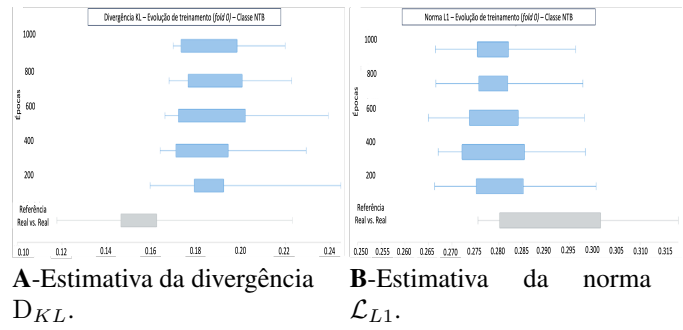 Divergência KL – Evolução de treinamento (fold 0) – Classe NTB
1000
800
600
400
200
Épocas
Referência
Real vs. Real
0.10 0.12 0.14 0.16 0.18 0.20 0.22 0.24
A-Estimativa da divergência
D_{KL}.
Norma L1 – Evolução de treinamento (fold 0) – Classe NTB
1000
800
600
400
200
Épocas
Referência
Real vs. Real
0.250 0.255 0.260 0.265 0.270 0.275 0.280 0.285 0.290 0.295 0.300 0.305 0.310 0.315
B-Estimativa da norma
\mathcal{L}_{L1}.